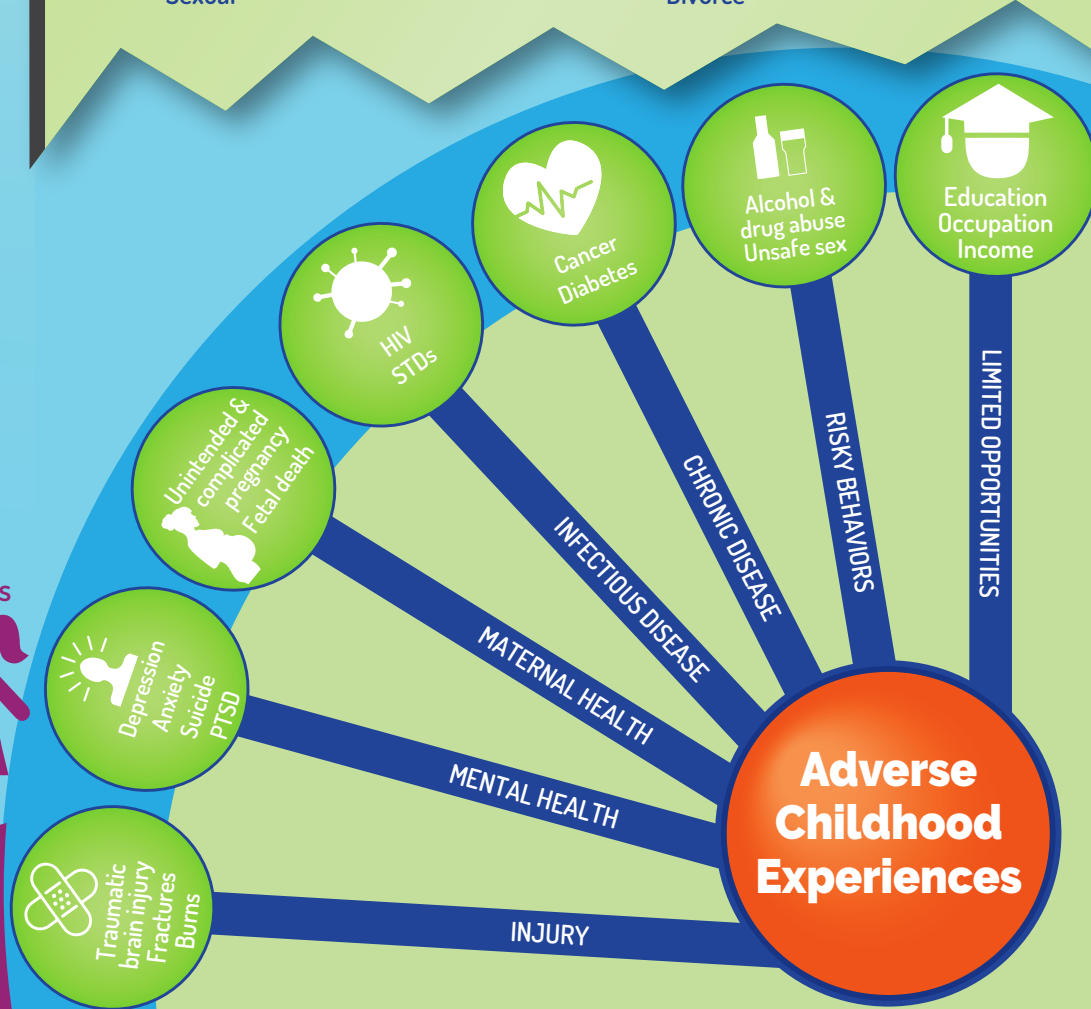 Sexual
Divorce
Education
Occupation
Income
LIMITED OPPORTUNITIES
Alcohol &
drug abuse
Unsafe sex
RISKY BEHAVIORS
Cancer
Diabetes
CHRONIC DISEASE
HIV
STDs
INFECTIOUS DISEASE
Unintended &
complicated
pregnancy
Fetal death
MATERNAL HEALTH
Depression
Anxiety
Suicide
PTSD
MENTAL HEALTH
Traumatic
brain injury
Fractures
Burns
INJURY
Adverse
Childhood
Experiences